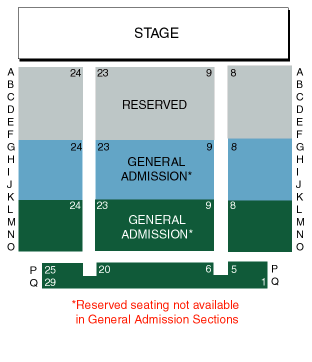 STAGE
A 24 23 9 8 A
B B
C RESERVED C
D D
E E
F F
G 24 23 9 8 G
H GENERAL H
I ADMISSION* I
J J
K K
L 24 23 9 8 L
M GENERAL M
N ADMISSION* N
O O
P 25 20 6 5 P
Q 29 1 Q
*Reserved seating not available
in General Admission Sections